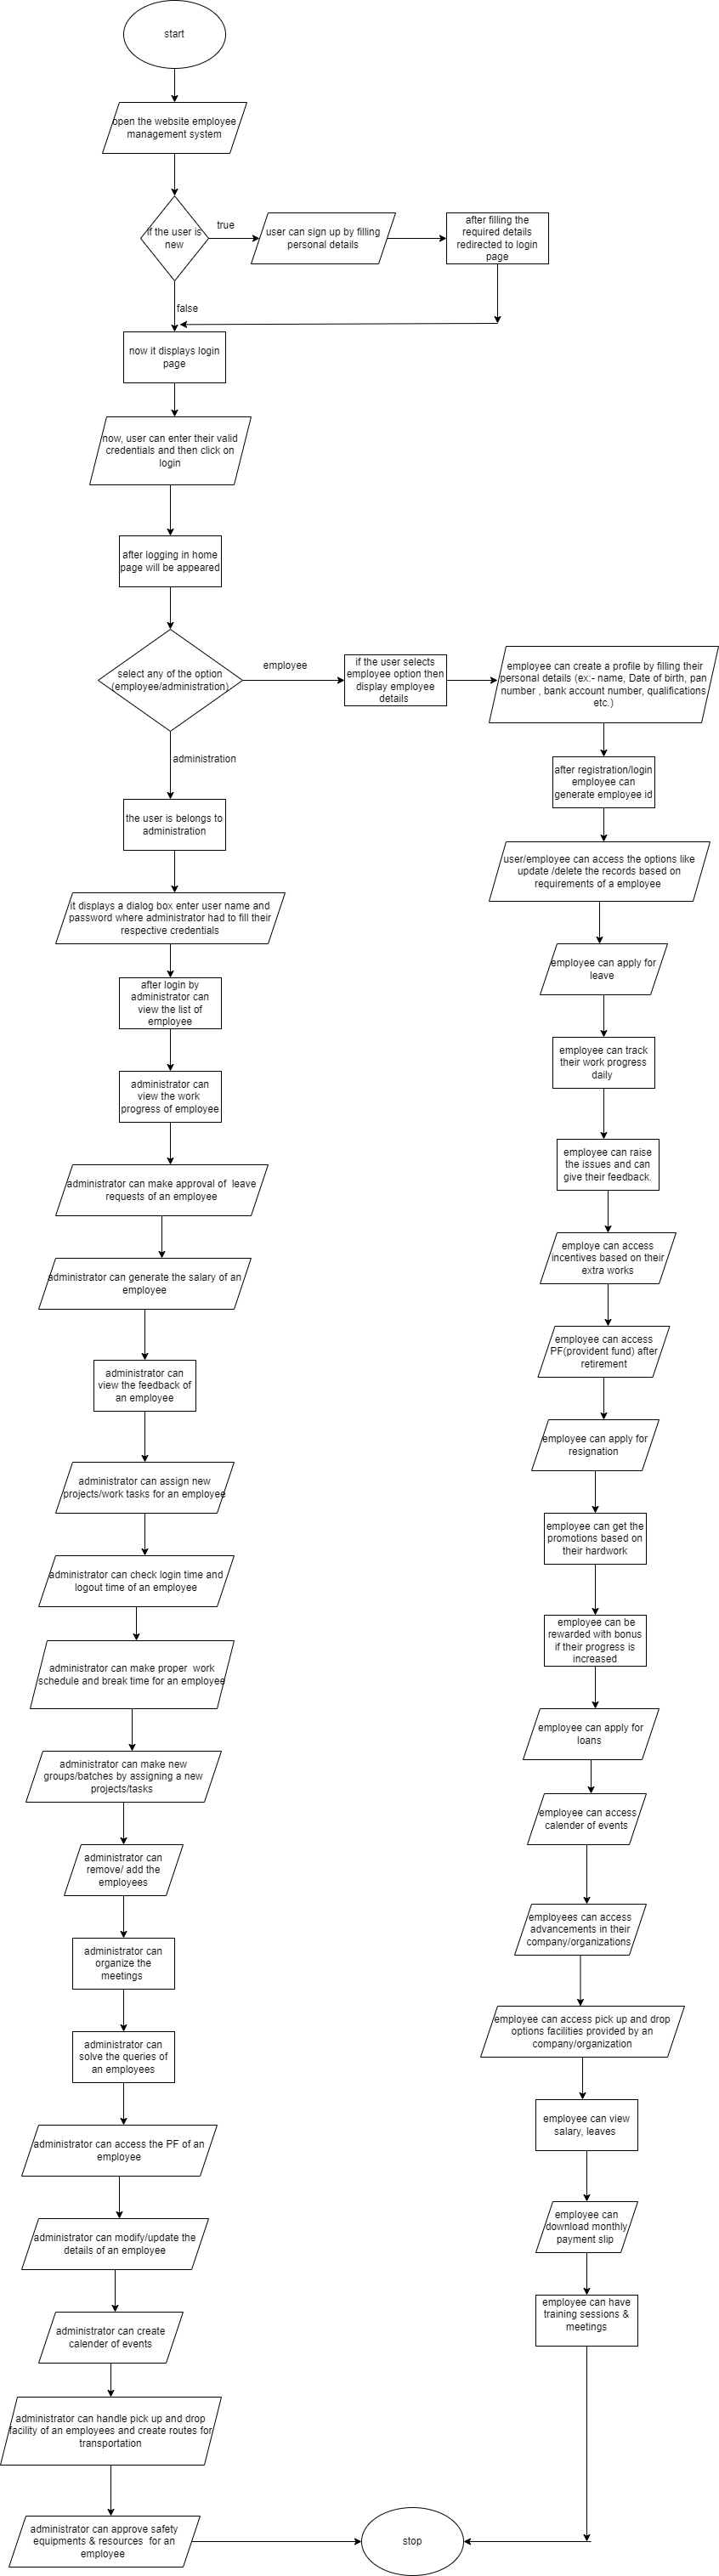 start
open the website employee
management system
if the user is
new
true
user can sign up by filling
personal details
after filling the
required details
redirected to login
page
false
now it displays login
page
now, user can enter their valid
credentials and then click on
login
after logging in home
page will be appeared
select any of the option
(employee/administration)
employee
if the user selects
employee option then
display employee
details
employee can create a profile by filling their
personal details (ex:- name, Date of birth, pan
number , bank account number, qualifications
etc.)
administration
the user is belongs to
administration
it displays a dialog box enter user name and
password where administrator had to fill their
respective credentials
after login by
administrator can
view the list of
employee
administrator can
view the work
progress of employee
administrator can make approval of  leave
requests of an employee
administrator can generate the salary of an
employee
administrator can
view the feedback of
an employee
administrator can assign new
projects/work tasks for an employee
administrator can check login time and
logout time of an employee
administrator can make proper  work
schedule and break time for an employee
administrator can make new
groups/batches by assigning a new
projects/tasks
administrator can
remove/ add the
employees
administrator can
organize the
meetings
administrator can
solve the queries of
an employees
administrator can access the PF of an
employee
administrator can modify/update the
details of an employee
administrator can create
calender of events
administrator can handle pick up and drop
facility of an employees and create routes for
transportation
administrator can approve safety
equipments & resources  for an
employee
after registration/login
employee can
generate employee id
user/employee can access the options like
update /delete the records based on
requirements of a employee
employee can apply for
leave
employee can track
their work progress
daily
employee can raise
the issues and can
give their feedback.
employe can access
incentives based on their
extra works
employee can access
PF(provident fund) after
retirement
employee can apply for
resignation
employee can get the
promotions based on
their hardwork
employee can be
rewarded with bonus
if their progress is
increased
employee can apply for
loans
employee can access
calender of events
employees can access
advancements in their
company/organizations
employee can access pick up and drop
options facilities provided by an
company/organization
employee can view
salary, leaves
employee can
download monthly
payment slip
employee can have
training sessions &
meetings
stop